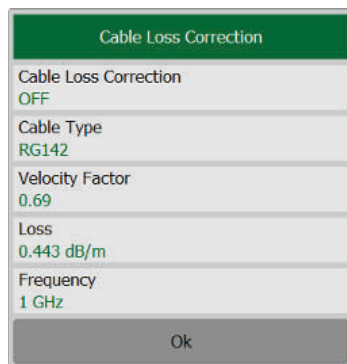 Cable Loss Correction
Cable Loss Correction
OFF
Cable Type
RG142
Velocity Factor
0.69
Loss
0.443 dB/m
Frequency
1 GHz
Ok